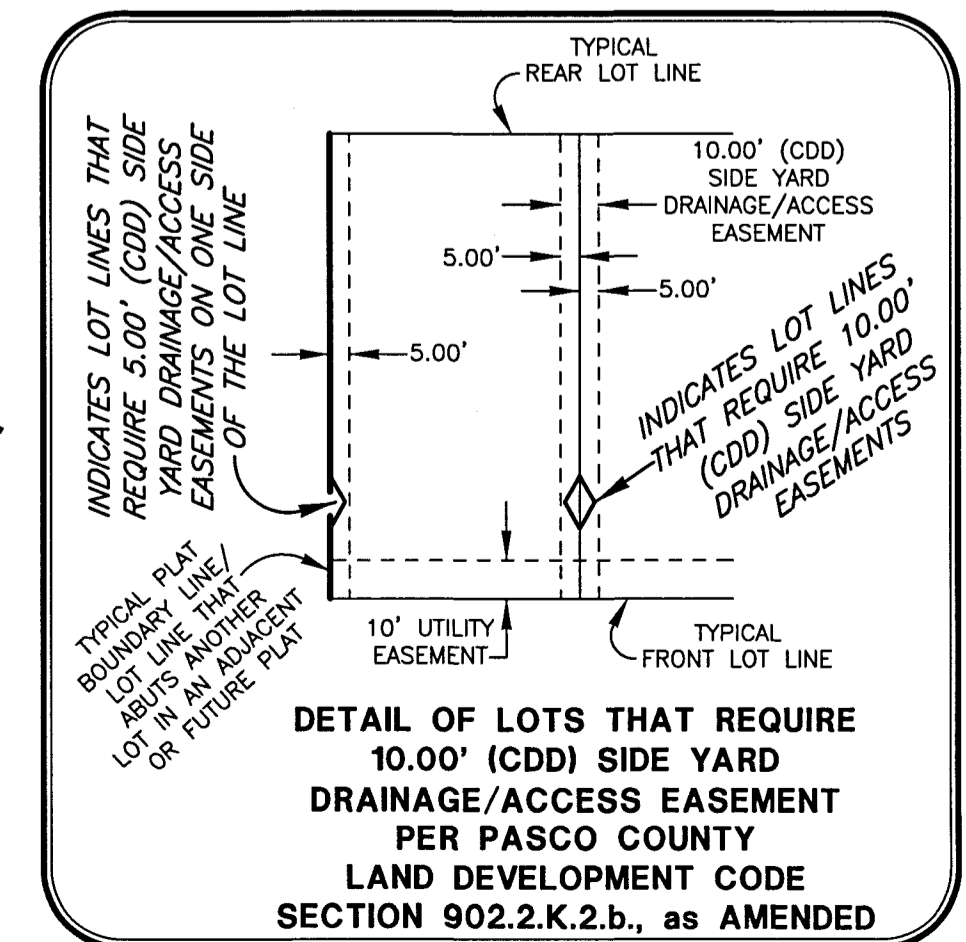 TYPICAL
REAR LOT LINE
INDICATES LOT LINES THAT
REQUIRE 5.00' (CDD) SIDE
YARD DRAINAGE/ACCESS
EASEMENTS ON ONE SIDE
OF THE LOT LINE
10.00' (CDD)
SIDE YARD
DRAINAGE/ACCESS
EASEMENT
5.00'
5.00'
5.00'
INDICATES LOT LINES
THAT REQUIRE 10.00'
(CDD) SIDE YARD
DRAINAGE/ACCESS
EASEMENTS
TYPICAL PLAT
BOUNDARY LINE/
LOT LINE THAT
ABUTS ANOTHER
LOT IN AN ADJACENT
OR FUTURE PLAT
10' UTILITY
EASEMENT
TYPICAL
FRONT LOT LINE
DETAIL OF LOTS THAT REQUIRE
10.00' (CDD) SIDE YARD
DRAINAGE/ACCESS EASEMENT
PER PASCO COUNTY
LAND DEVELOPMENT CODE
SECTION 902.2.K.2.b., as AMENDED